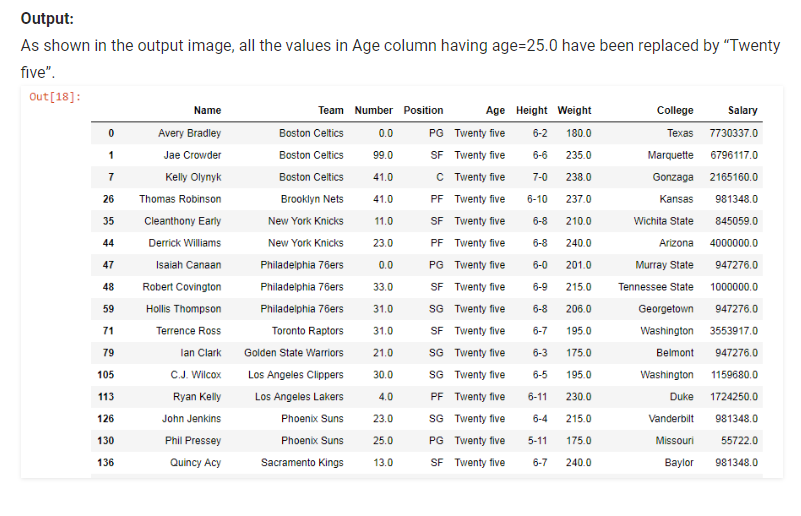 Output:
As shown in the output image, all the values in Age column having age=25.0 have been replaced by “Twenty
five”.
Out[18]:
Name Team Number Position Age Height Weight College Salary
0 Avery Bradley Boston Celtics 0.0 PG Twenty five 6-2 180.0 Texas 7730337.0
1 Jae Crowder Boston Celtics 99.0 SF Twenty five 6-6 235.0 Marquette 6796117.0
7 Kelly Olynyk Boston Celtics 41.0 C Twenty five 7-0 238.0 Gonzaga 2165160.0
26 Thomas Robinson Brooklyn Nets 41.0 PF Twenty five 6-10 237.0 Kansas 981348.0
35 Cleanthony Early New York Knicks 11.0 SF Twenty five 6-8 210.0 Wichita State 845059.0
44 Derrick Williams New York Knicks 23.0 PF Twenty five 6-8 240.0 Arizona 4000000.0
47 Isaiah Canaan Philadelphia 76ers 0.0 PG Twenty five 6-0 201.0 Murray State 947276.0
48 Robert Covington Philadelphia 76ers 33.0 SF Twenty five 6-9 215.0 Tennessee State 1000000.0
59 Hollis Thompson Philadelphia 76ers 31.0 SG Twenty five 6-8 206.0 Georgetown 947276.0
71 Terrence Ross Toronto Raptors 31.0 SF Twenty five 6-7 195.0 Washington 3553917.0
79 Ian Clark Golden State Warriors 21.0 SG Twenty five 6-3 175.0 Belmont 947276.0
105 C.J. Wilcox Los Angeles Clippers 30.0 SG Twenty five 6-5 195.0 Washington 1159680.0
113 Ryan Kelly Los Angeles Lakers 4.0 PF Twenty five 6-11 230.0 Duke 1724250.0
126 John Jenkins Phoenix Suns 23.0 SG Twenty five 6-4 215.0 Vanderbilt 981348.0
130 Phil Pressey Phoenix Suns 25.0 PG Twenty five 5-11 175.0 Missouri 55722.0
136 Quincy Acy Sacramento Kings 13.0 SF Twenty five 6-7 240.0 Baylor 981348.0